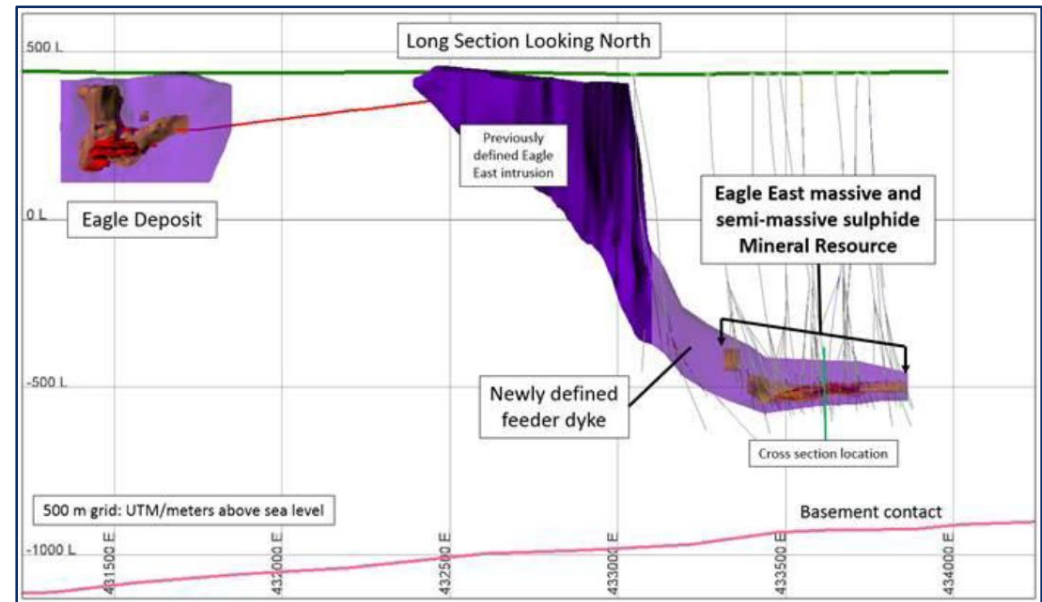 500 L
Long Section Looking North
Previously
defined Eagle
East intrusion
Eagle East massive and
semi-massive sulphide
Mineral Resource
0 L
Eagle Deposit
-500 L
Newly defined
feeder dyke
Cross section location
500 m grid: UTM/meters above sea level
Basement contact
-1000 L
431500 E
432000 E
432500 E
433000 E
433500 E
434000 E